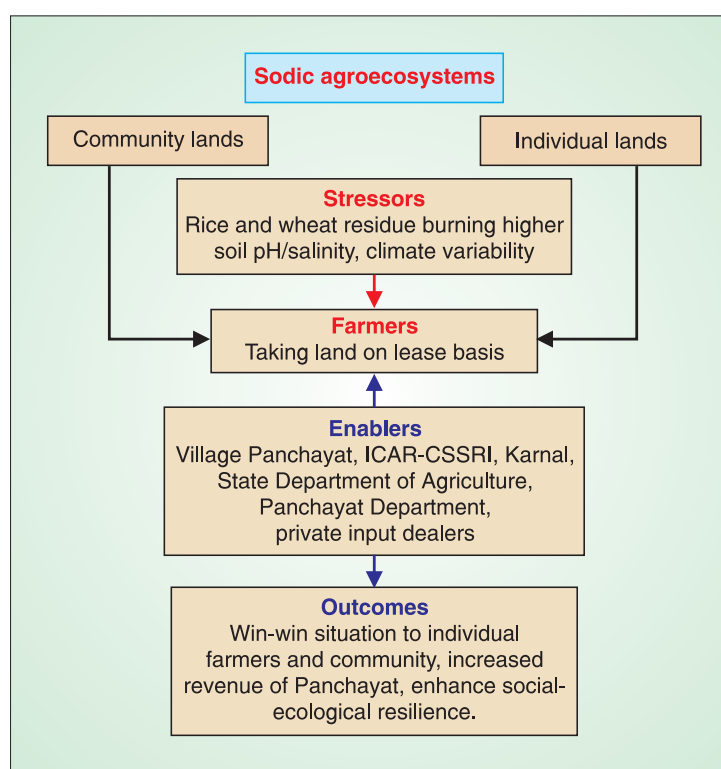 Sodic agroecosystems
Community lands
Individual lands
Stressors
Rice and wheat residue burning higher
soil pH/salinity, climate variability
Farmers
Taking land on lease basis
Enablers
Village Panchayat, ICAR-CSSRI, Karnal,
State Department of Agriculture,
Panchayat Department,
private input dealers
Outcomes
Win-win situation to individual
farmers and community, increased
revenue of Panchayat, enhance social-
ecological resilience.